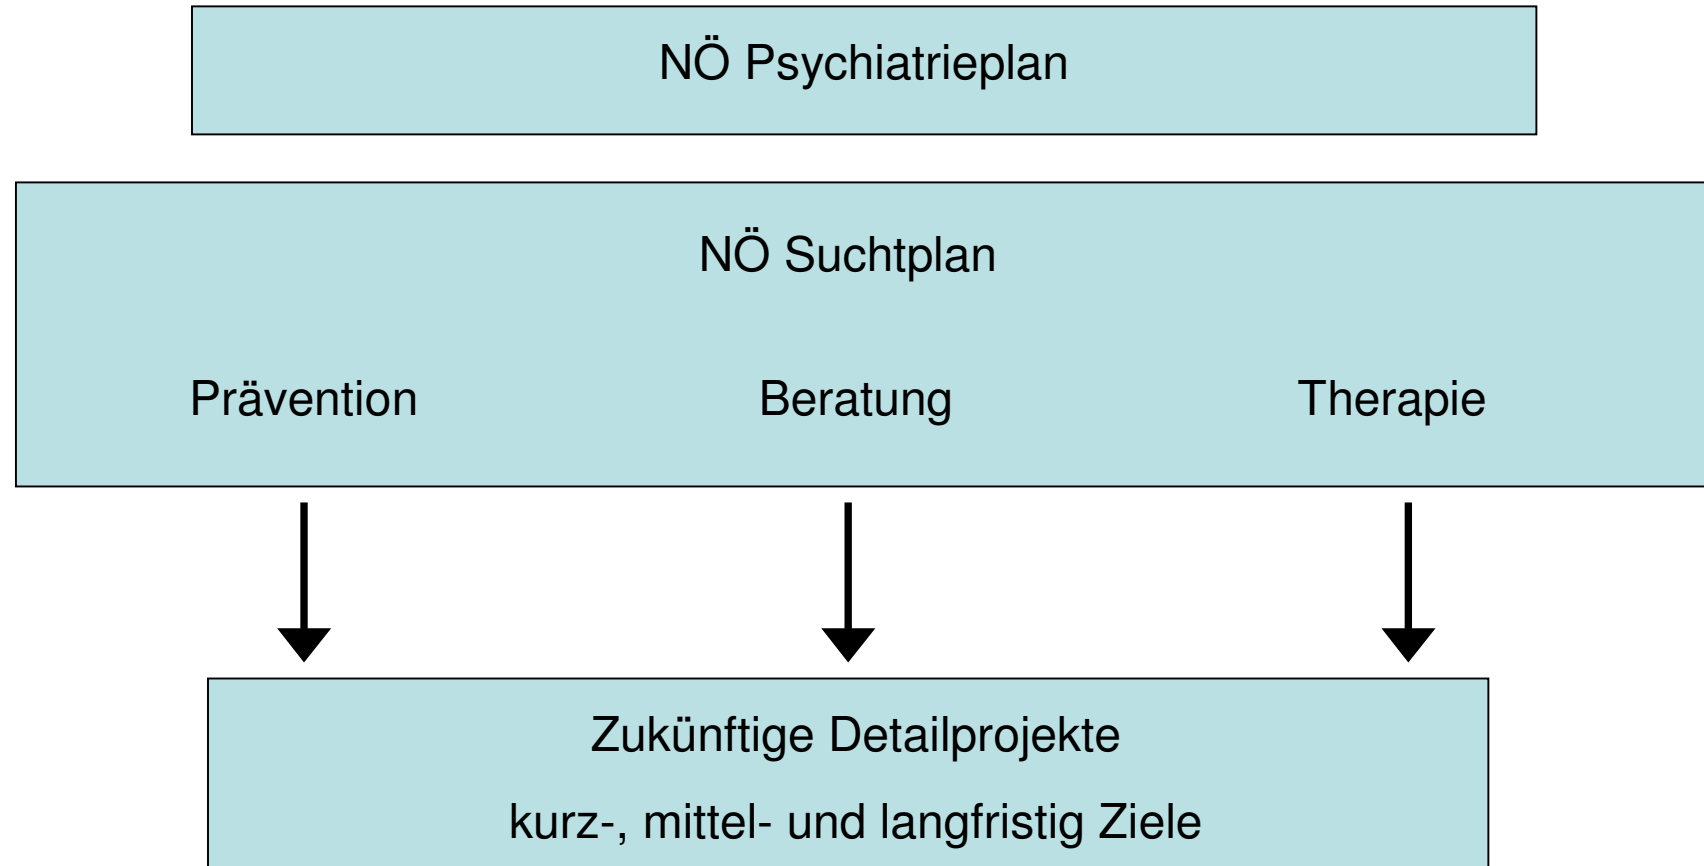 NÖ Psychiatrieplan
NÖ Suchtplan
Prävention Beratung Therapie
Zukünftige Detailprojekte
kurz-, mittel- und langfristig Ziele